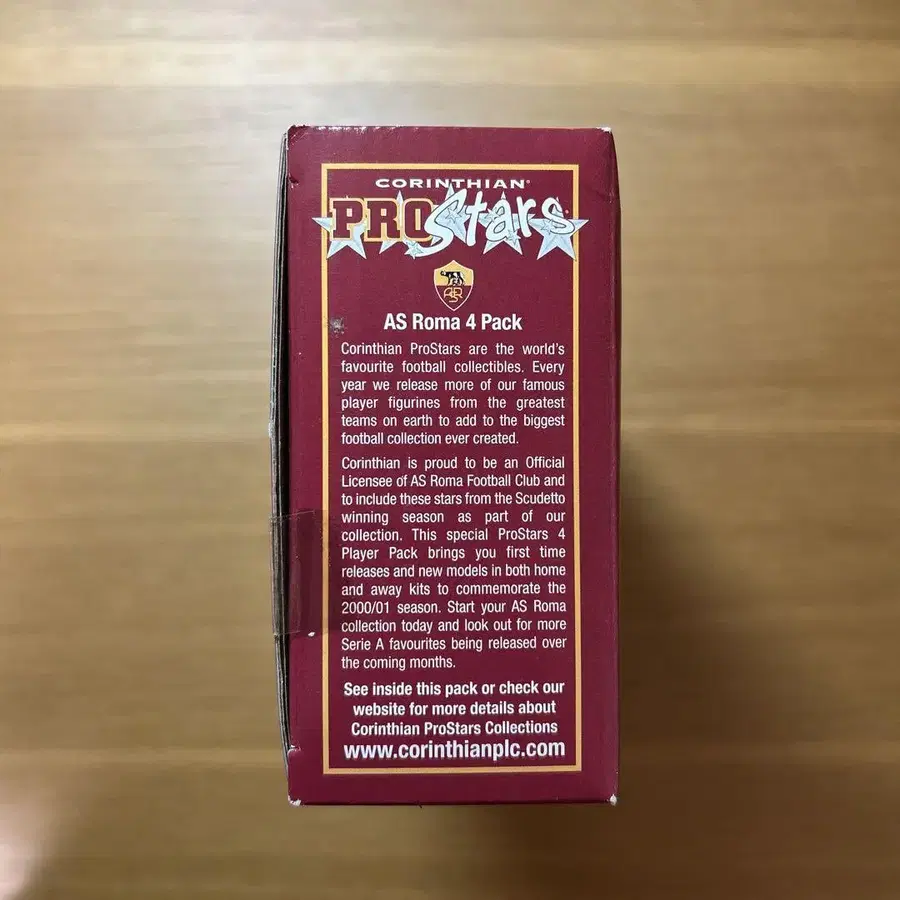 CORINTHIAN®
PROStars
ASR
AS Roma 4 Pack
Corinthian ProStars are the world's
favourite football collectibles. Every
year we release more of our famous
player figurines from the greatest
teams on earth to add to the biggest
football collection ever created.
Corinthian is proud to be an Official
Licensee of AS Roma Football Club and
to include these stars from the Scudetto
winning season as part of our
collection. This special ProStars 4
Player Pack brings you first time
releases and new models in both home
and away kits to commemorate the
2000/01 season. Start your AS Roma
collection today and look out for more
Serie A favourites being released over
the coming months.
See inside this pack or check our
website for more details about
Corinthian ProStars Collections
www.corinthianplc.com